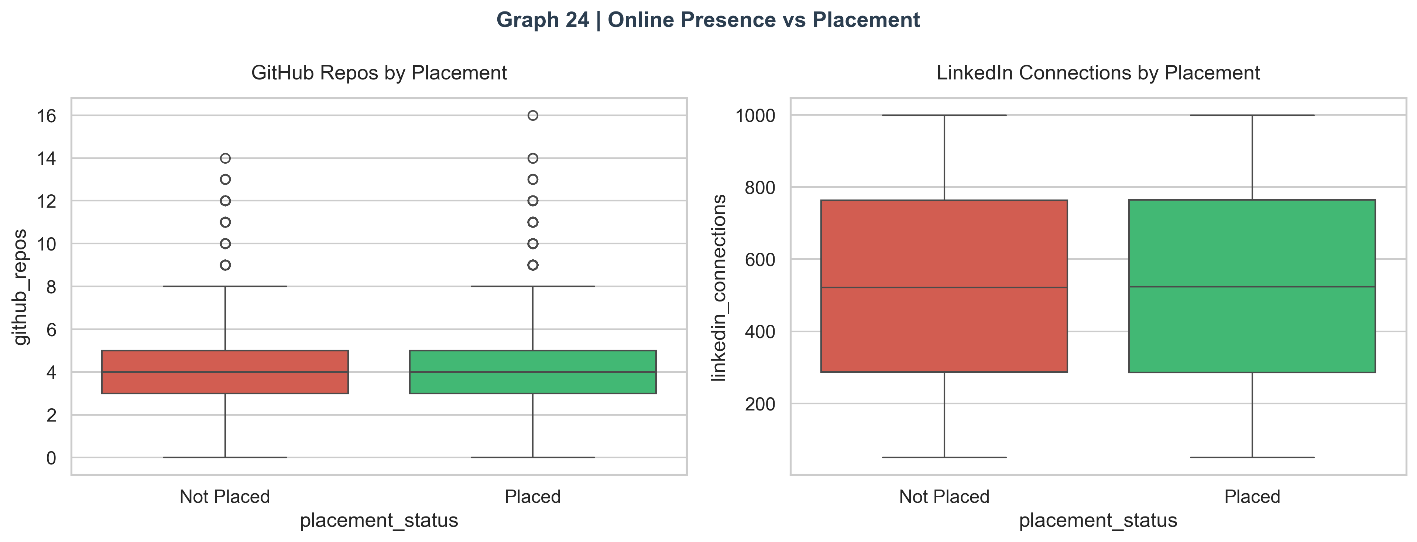 Graph 24 | Online Presence vs Placement
GitHub Repos by Placement
16
14
12
10
8
6
4
2
0
github_repos
Not Placed
Placed
placement_status
LinkedIn Connections by Placement
1000
800
600
400
200
linkedin_connections
Not Placed
Placed
placement_status